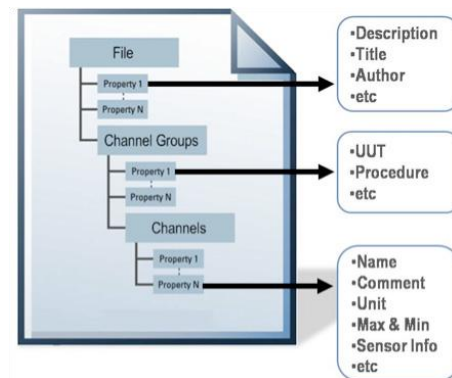 File
Property 1
Property N
Channel Groups
Property 1
Property N
Channels
Property 1
Property N
•Description
•Title
•Author
•etc
•UUT
•Procedure
•etc
•Name
•Comment
•Unit
•Max & Min
•Sensor Info
•etc